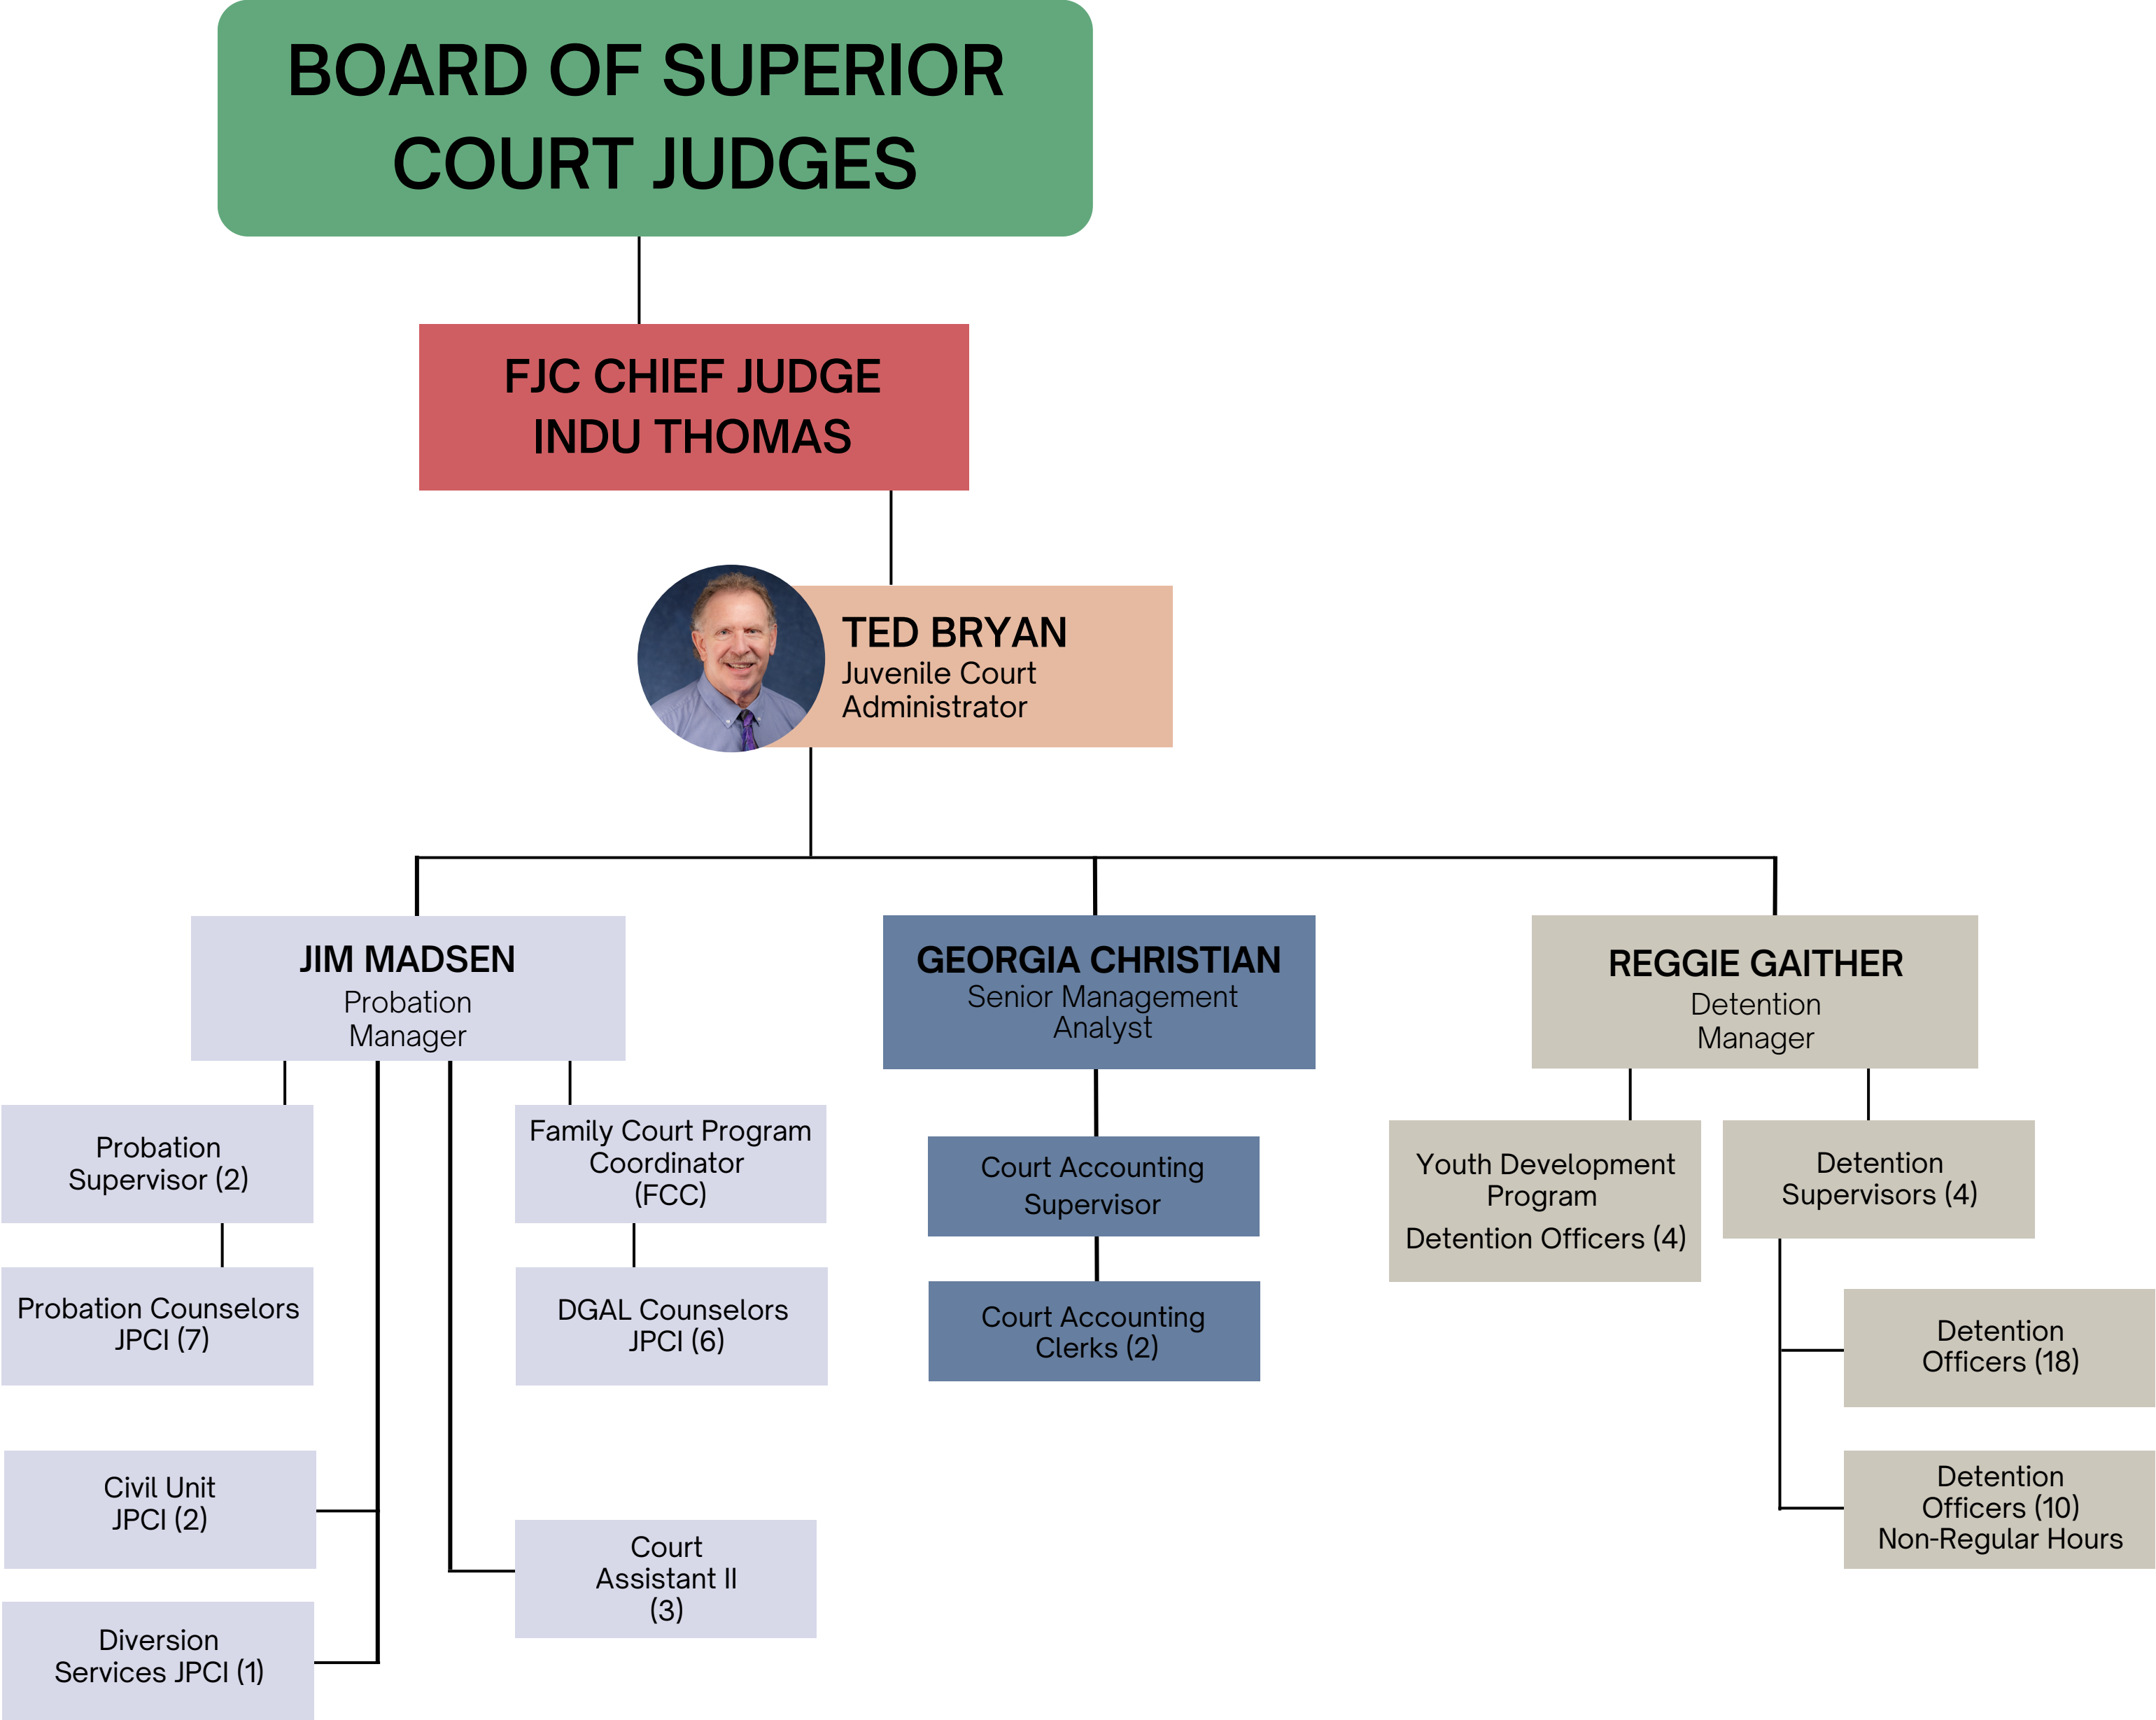 BOARD OF SUPERIOR
COURT JUDGES
FJC CHIEF JUDGE
INDU THOMAS
TED BRYAN
Juvenile Court
Administrator
JIM MADSEN
Probation
Manager
GEORGIA CHRISTIAN
Senior Management
Analyst
REGGIE GAITHER
Detention
Manager
Probation
Supervisor (2)
Probation Counselors
JPCI (7)
Civil Unit
JPCI (2)
Diversion
Services JPCI (1)
Family Court Program
Coordinator
(FCC)
DGAL Counselors
JPCI (6)
Court
Assistant II
(3)
Court Accounting
Supervisor
Court Accounting
Clerks (2)
Youth Development
Program
Detention Officers (4)
Detention
Supervisors (4)
Detention
Officers (18)
Detention
Officers (10)
Non-Regular Hours